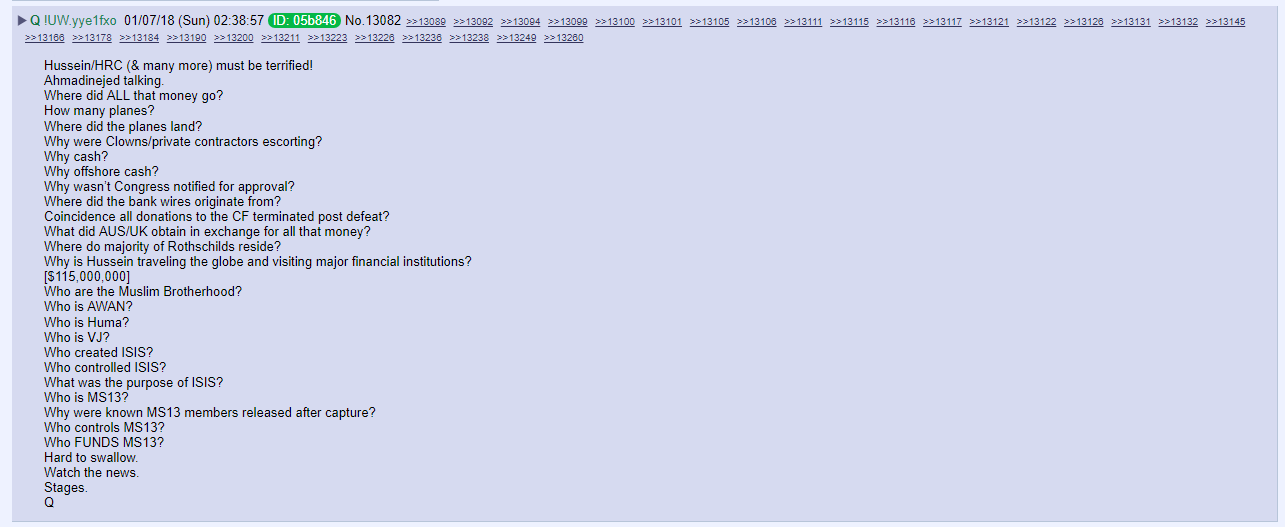 ▶ Q !UW.yye1fxo 01/07/18 (Sun) 02:38:57 ID: 05b846 No.13082 >>13089 >>13092 >>13094 >>13099 >>13100 >>13101 >>13105 >>13106 >>13111 >>13115 >>13116 >>13117 >>13121 >>13122 >>13126 >>13131 >>13132 >>13145
>>13166 >>13178 >>13184 >>13190 >>13200 >>13211 >>13223 >>13226 >>13236 >>13238 >>13249 >>13260
Hussein/HRC (& many more) must be terrified!
Ahmadinejed talking.
Where did ALL that money go?
How many planes?
Where did the planes land?
Why were Clowns/private contractors escorting?
Why cash?
Why offshore cash?
Why wasn't Congress notified for approval?
Where did the bank wires originate from?
Coincidence all donations to the CF terminated post defeat?
What did AUS/UK obtain in exchange for all that money?
Where do majority of Rothschilds reside?
Why is Hussein traveling the globe and visiting major financial institutions?
[$115,000,000]
Who are the Muslim Brotherhood?
Who is AWAN?
Who is Huma?
Who is VJ?
Who created ISIS?
Who controlled ISIS?
What was the purpose of ISIS?
Who is MS13?
Why were known MS13 members released after capture?
Who controls MS13?
Who FUNDS MS13?
Hard to swallow.
Watch the news.
Stages.
Q